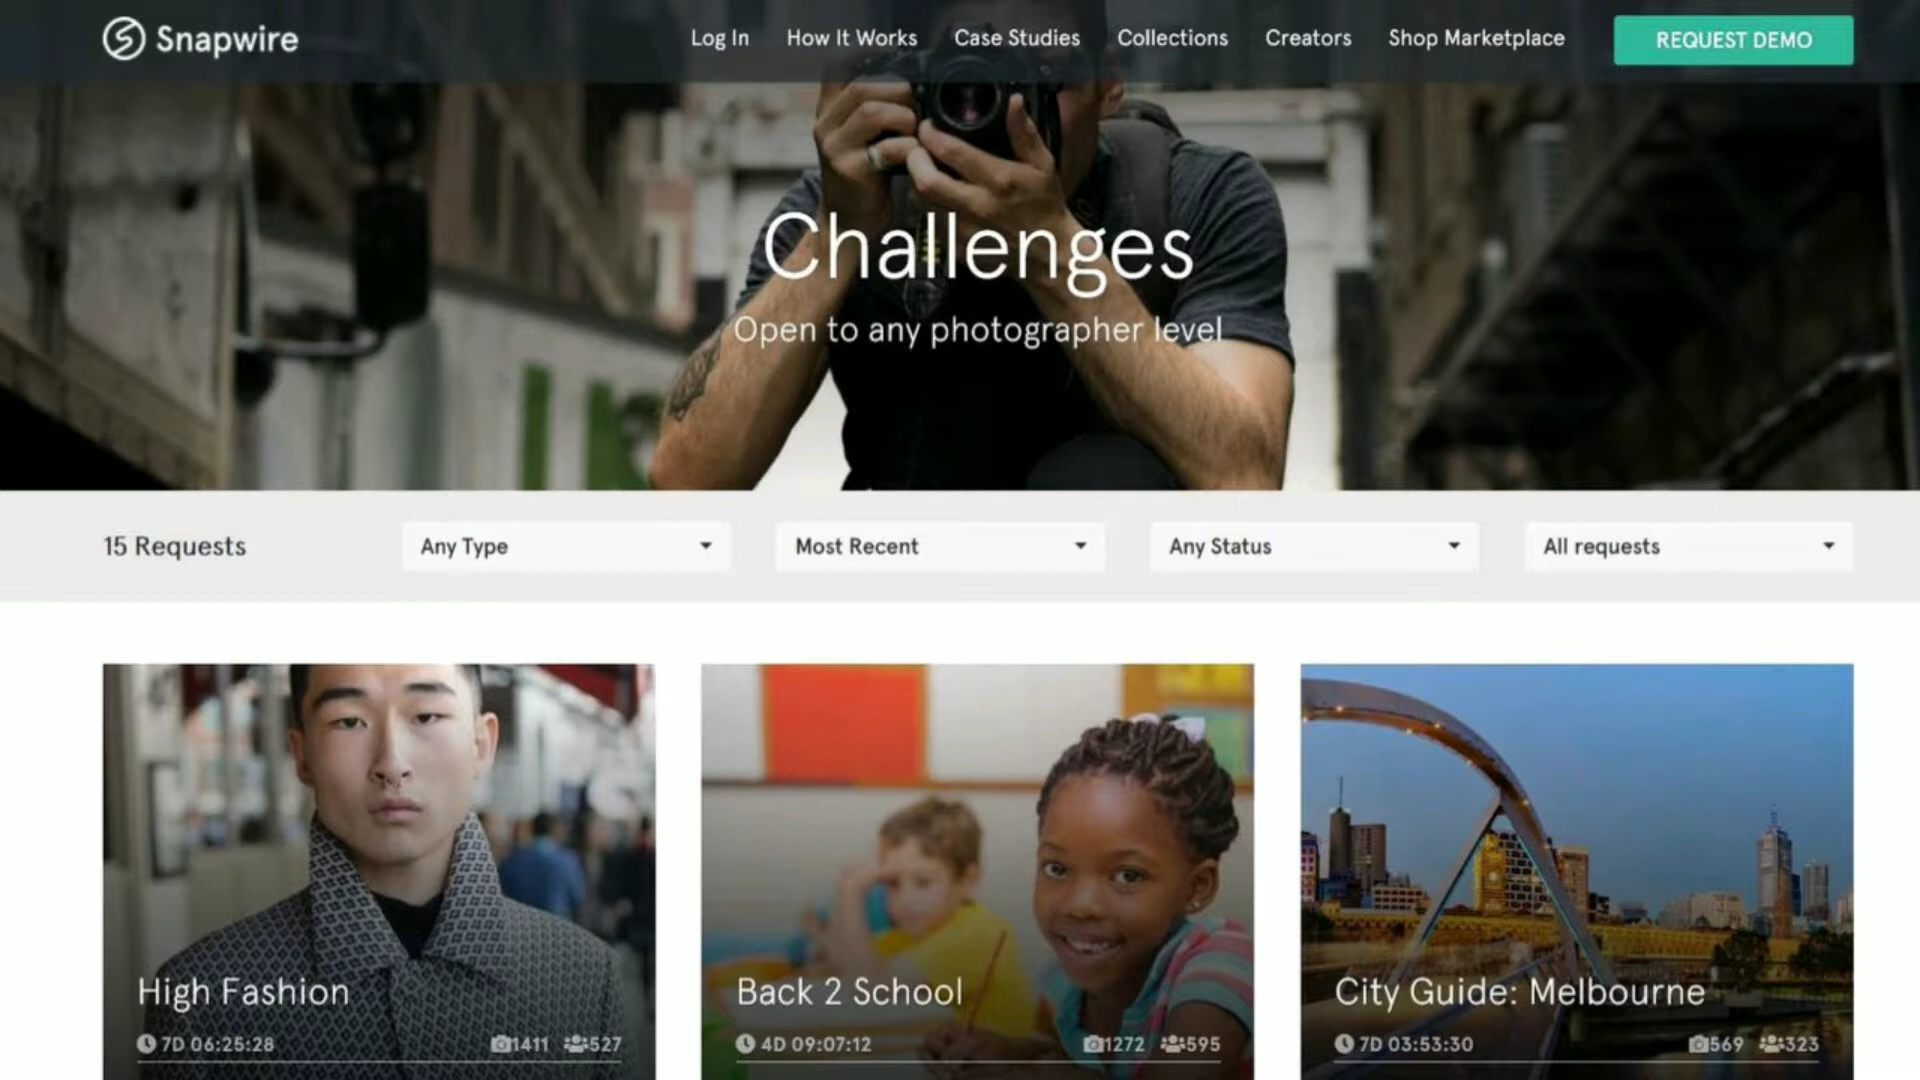 Snapwire
Log In How It Works Case Studies Collections Creators Shop Marketplace REQUEST DEMO
Challenges
Open to any photographer level
15 Requests Any Type Most Recent Any Status All requests
High Fashion
7D 06:25:28 1411 527
Back 2 School
4D 09:07:12 1272 595
City Guide: Melbourne
7D 03:53:30 569 323